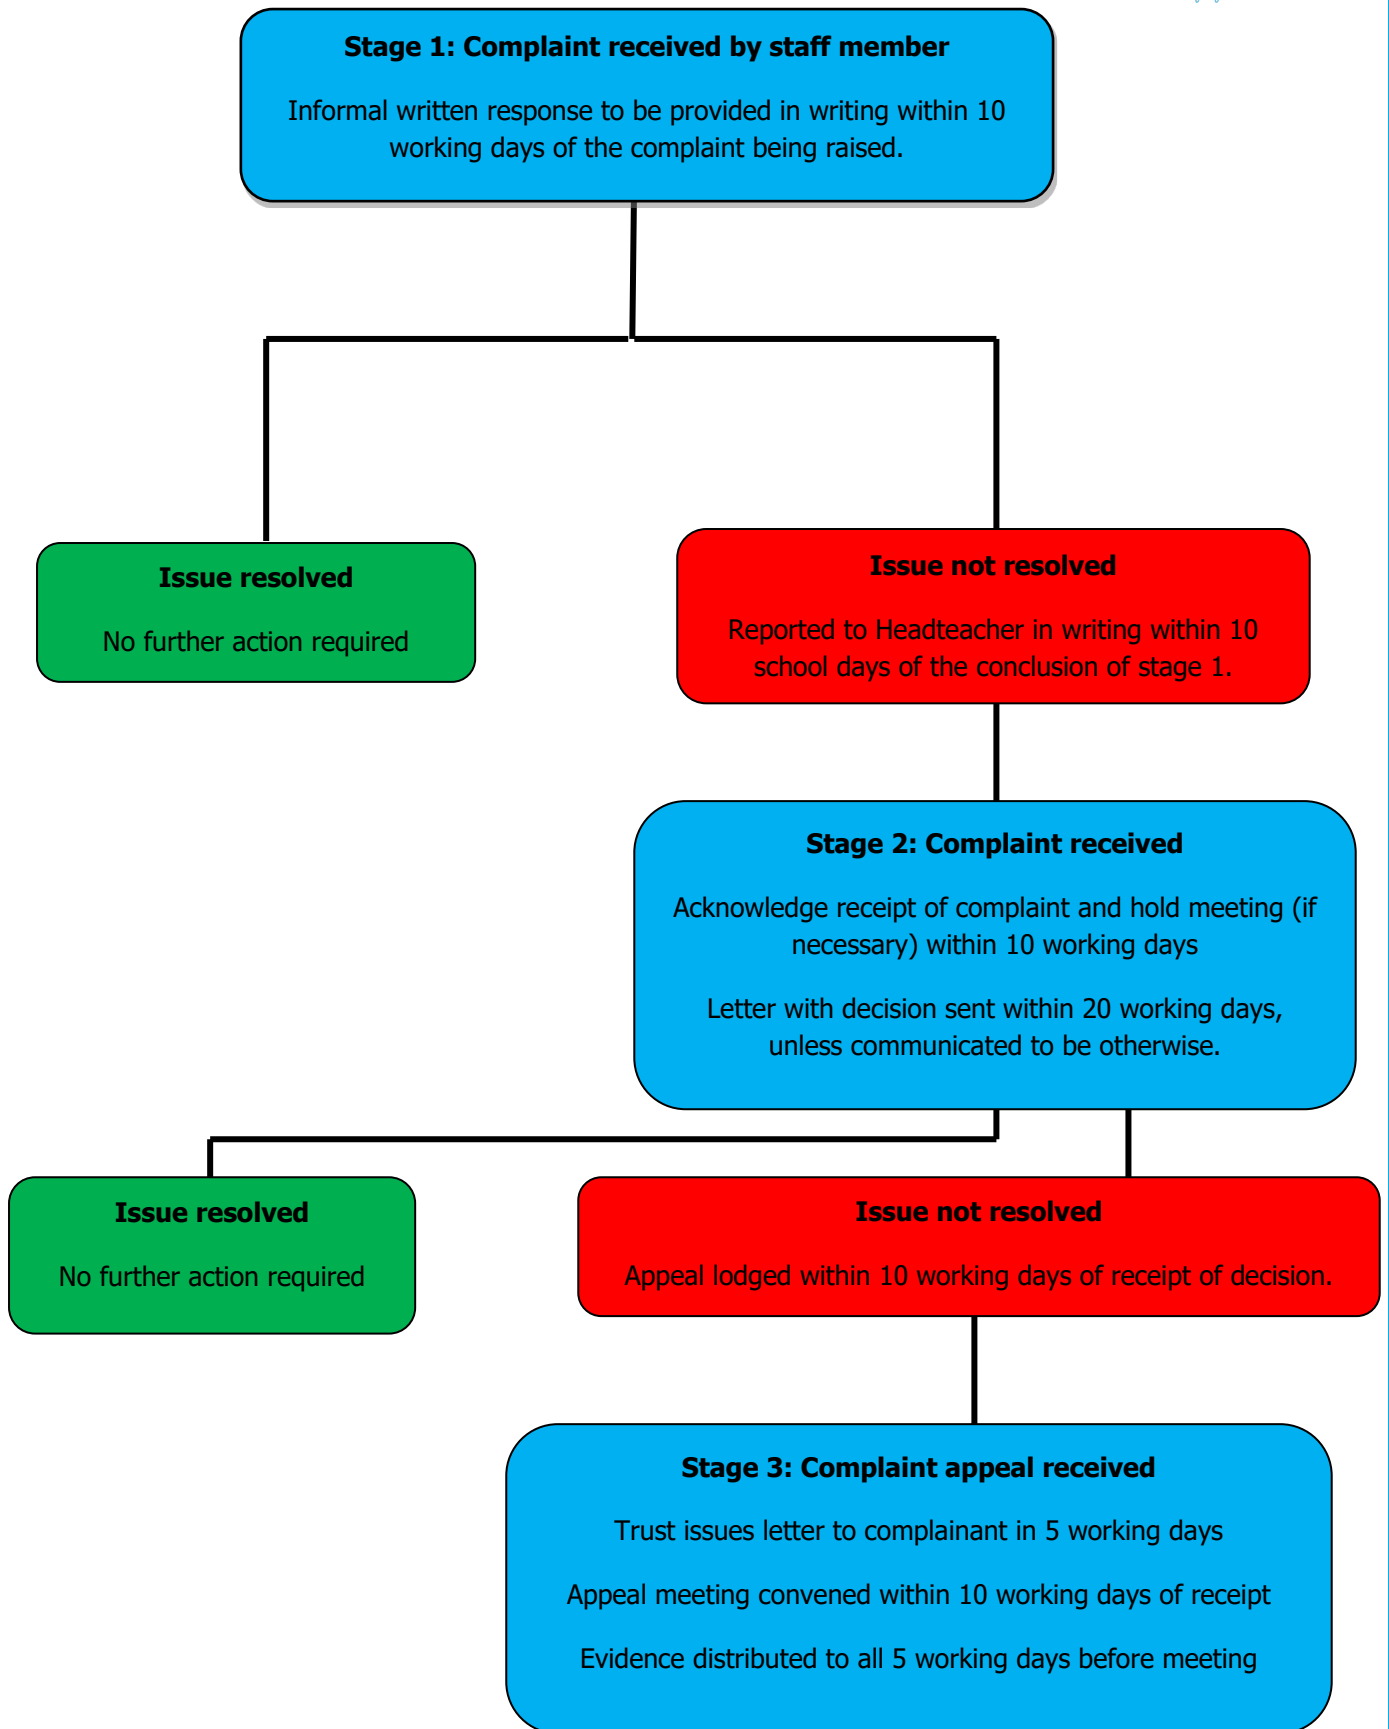 Stage 1: Complaint received by staff member
Informal written response to be provided in writing within 10
working days of the complaint being raised.
Issue resolved
No further action required
Issue not resolved
Reported to Headteacher in writing within 10
school days of the conclusion of stage 1.
Stage 2: Complaint received
Acknowledge receipt of complaint and hold meeting (if
necessary) within 10 working days
Letter with decision sent within 20 working days,
unless communicated to be otherwise.
Issue resolved
No further action required
Issue not resolved
Appeal lodged within 10 working days of receipt of decision.
Stage 3: Complaint appeal received
Trust issues letter to complainant in 5 working days
Appeal meeting convened within 10 working days of receipt
Evidence distributed to all 5 working days before meeting